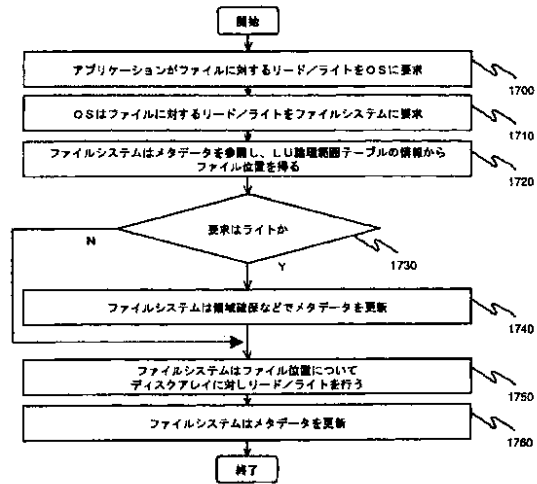 開始
アプリケーションがファイルに対するリード/ライトをOSに要求
1700
OSはファイルに対するリード/ライトをファイルシステムに要求
1710
ファイルシステムはメタデータを参照し、LU論理範囲テーブルの情報から
ファイル位置を得る
1720
要求はライトか
N
Y
1730
ファイルシステムは領域確保などでメタデータを更新
1740
ファイルシステムはファイル位置について
ディスクアレイに対しリード/ライトを行う
1750
ファイルシステムはメタデータを更新
1760
終了